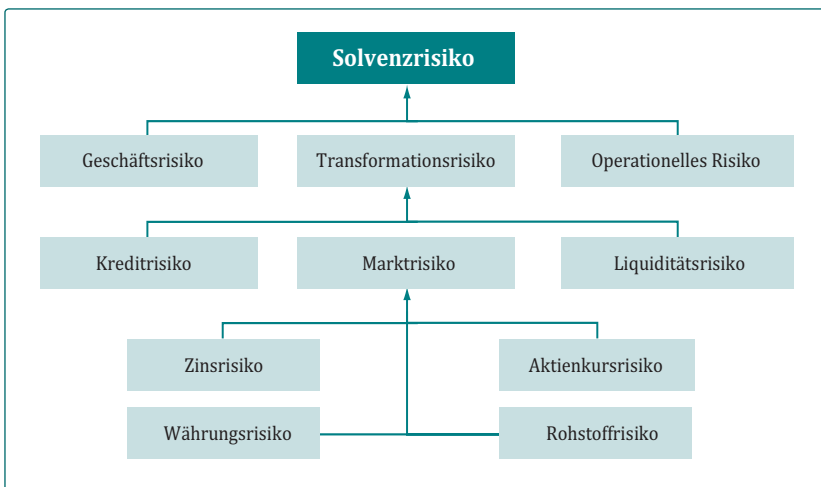 Solvenzrisiko
Geschäftsrisiko
Transformationsrisiko
Operationelles Risiko
Kreditrisiko
Marktrisiko
Liquiditätsrisiko
Zinsrisiko
Aktienkursrisiko
Währungsrisiko
Rohstoffrisiko